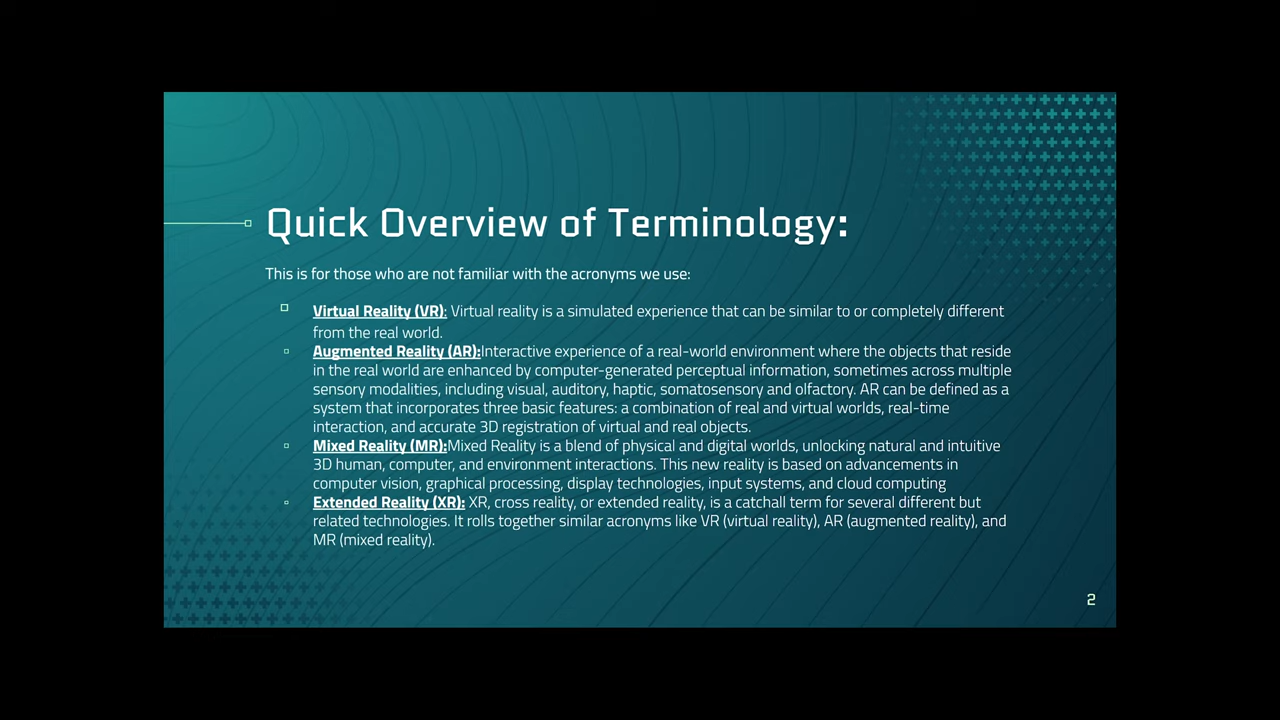 Quick Overview of Terminology:
This is for those who are not familiar with the acronyms we use:
Virtual Reality (VR): Virtual reality is a simulated experience that can be similar to or completely different
from the real world.
Augmented Reality (AR):Interactive experience of a real-world environment where the objects that reside
in the real world are enhanced by computer-generated perceptual information, sometimes across multiple
sensory modalities, including visual, auditory, haptic, somatosensory and olfactory. AR can be defined as a
system that incorporates three basic features: a combination of real and virtual worlds, real-time
interaction, and accurate 3D registration of virtual and real objects.
Mixed Reality (MR):Mixed Reality is a blend of physical and digital worlds, unlocking natural and intuitive
3D human, computer, and environment interactions. This new reality is based on advancements in
computer vision, graphical processing, display technologies, input systems, and cloud computing
Extended Reality (XR): XR, cross reality, or extended reality, is a catchall term for several different but
related technologies. It rolls together similar acronyms like VR (virtual reality), AR (augmented reality), and
MR (mixed reality).
2